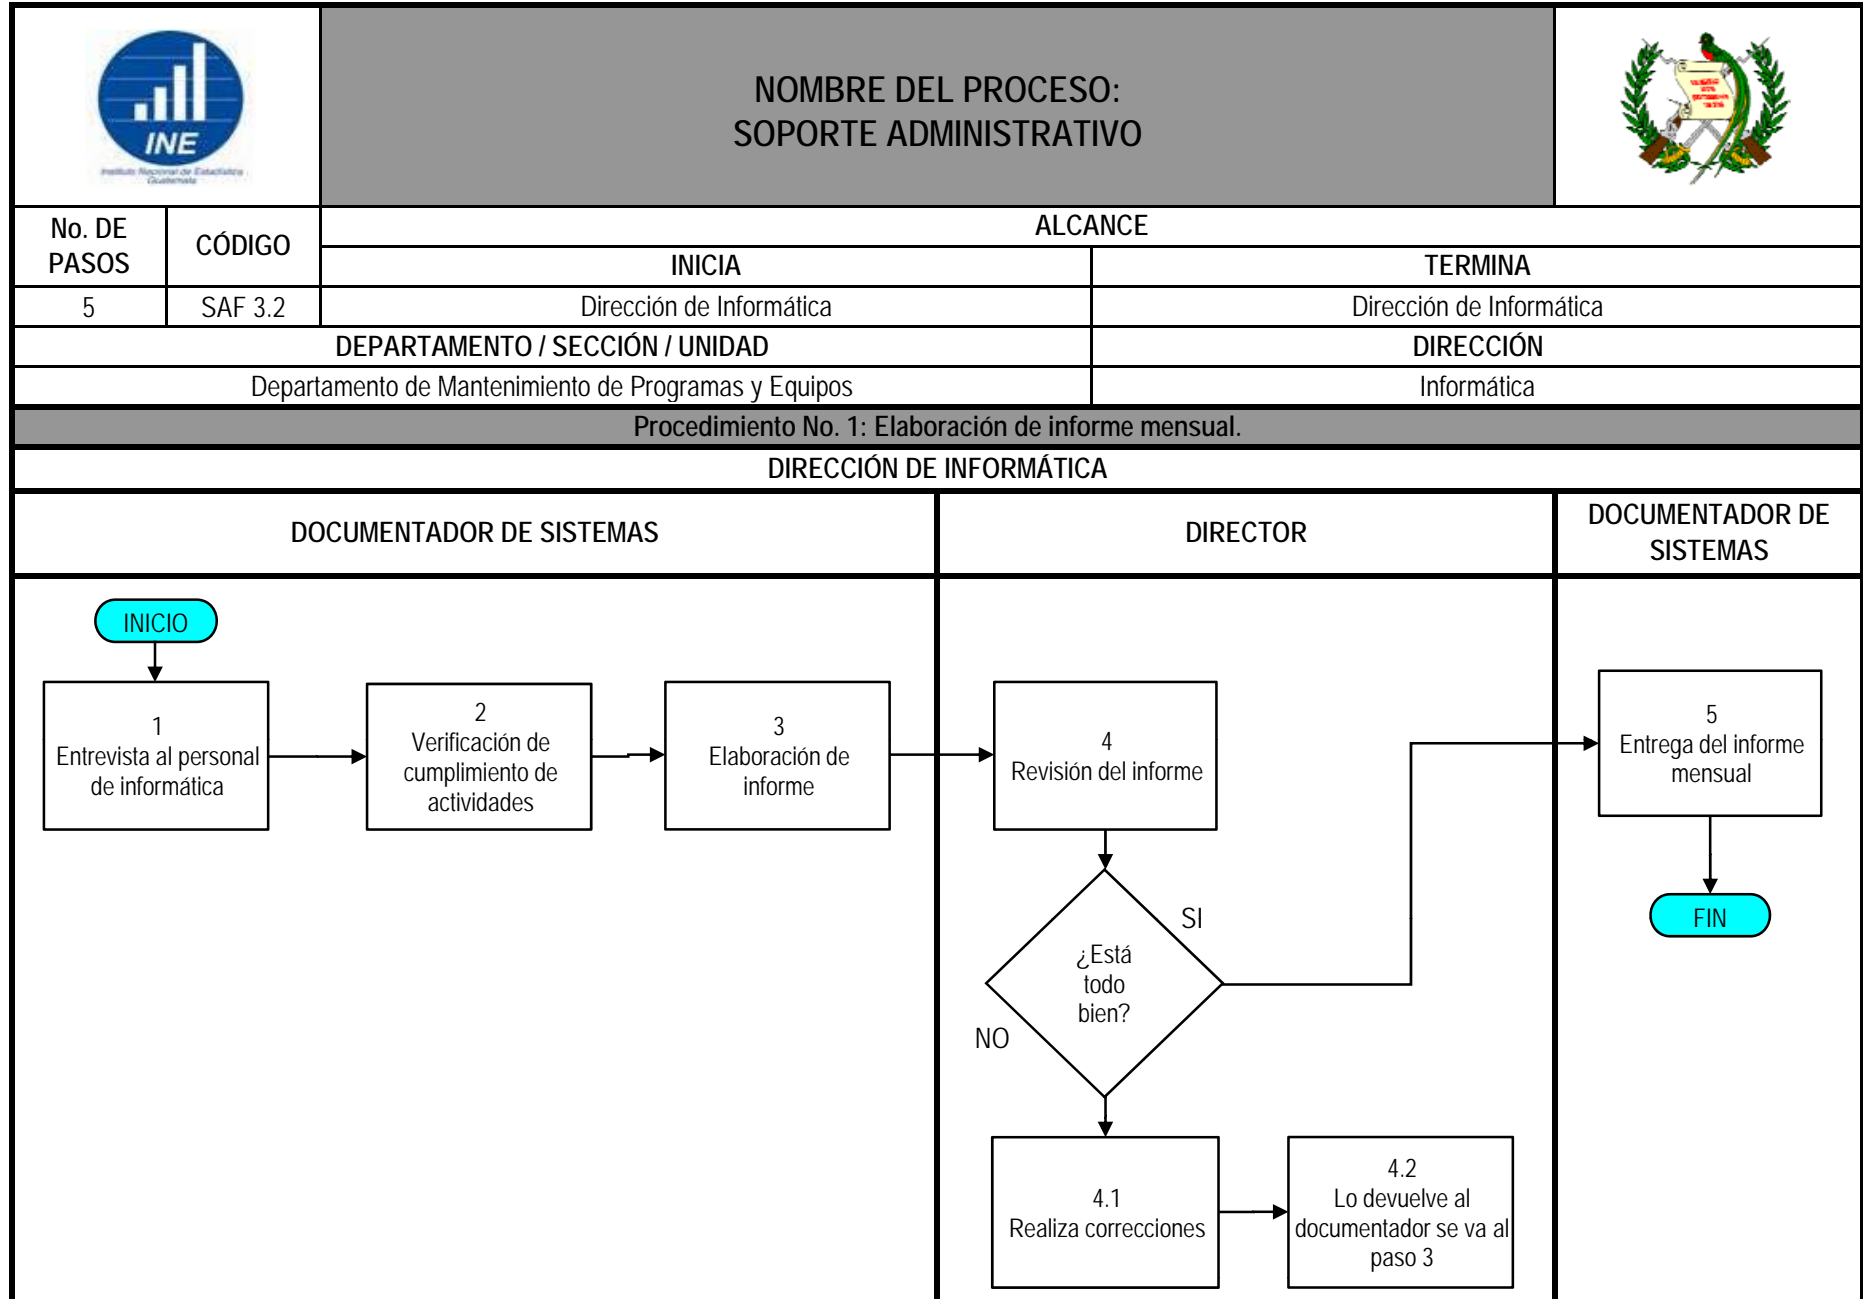 INE
Instituto Nacional de Estadística
Guatemala
NOMBRE DEL PROCESO:
SOPORTE ADMINISTRATIVO
No. DE
PASOS
CÓDIGO
ALCANCE
INICIA
TERMINA
5
SAF 3.2
Dirección de Informática
Dirección de Informática
DEPARTAMENTO / SECCIÓN / UNIDAD
DIRECCIÓN
Departamento de Mantenimiento de Programas y Equipos
Informática
Procedimiento No. 1: Elaboración de informe mensual.
DIRECCIÓN DE INFORMÁTICA
DOCUMENTADOR DE SISTEMAS
DIRECTOR
DOCUMENTADOR DE
SISTEMAS
INICIO
1
Entrevista al personal
de informática
2
Verificación de
cumplimiento de
actividades
3
Elaboración de
informe
4
Revisión del informe
¿Está
todo
bien?
SI
NO
4.1
Realiza correcciones
4.2
Lo devuelve al
documentador se va al
paso 3
5
Entrega del informe
mensual
FIN